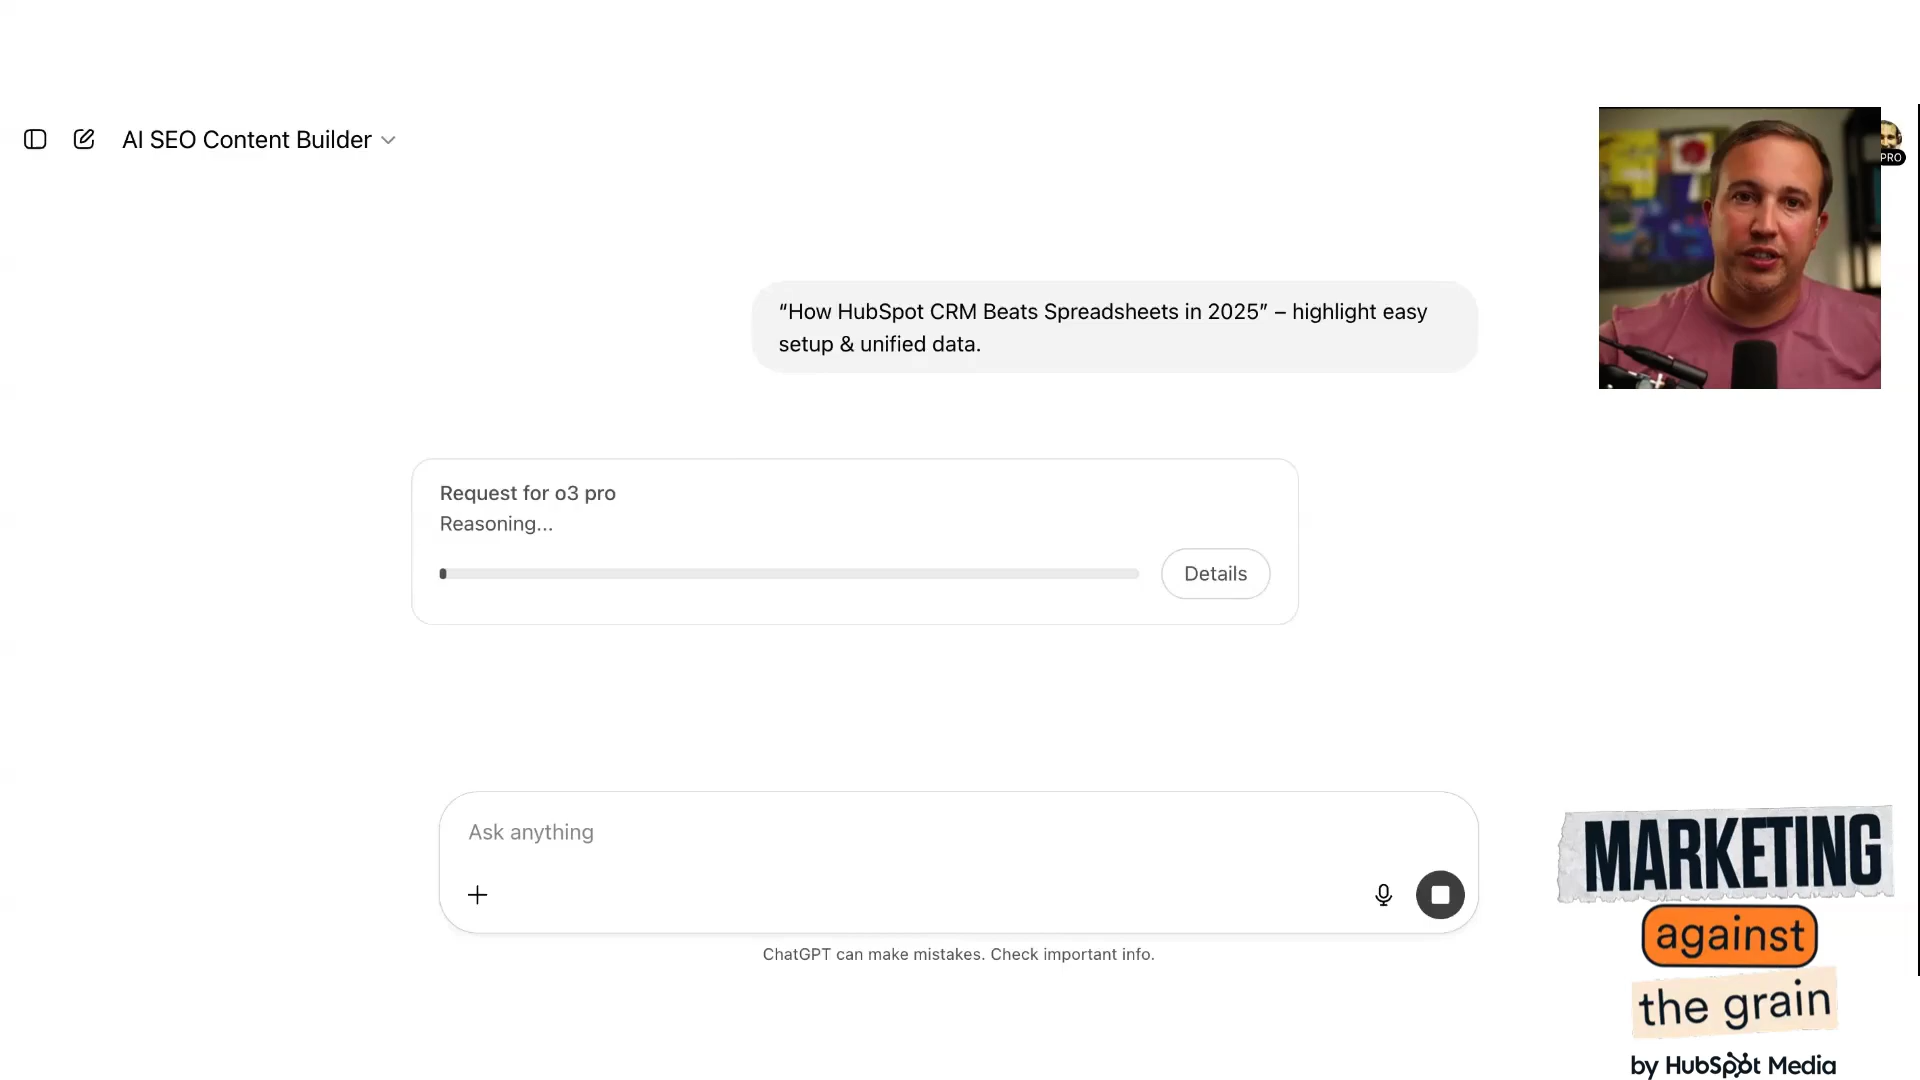 AI SEO Content Builder
PRO
“How HubSpot CRM Beats Spreadsheets in 2025” – highlight easy
setup & unified data.
Request for o3 pro
Reasoning...
Details
Ask anything
ChatGPT can make mistakes. Check important info.
MARKETING
against
the grain
by HubSpot Media